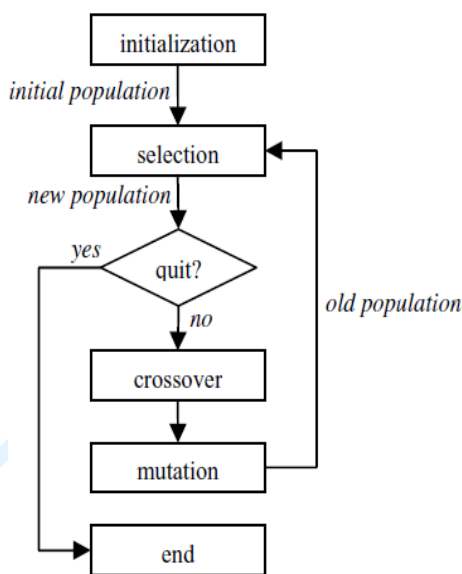 initialization
initial population
selection
new population
yes
quit?
old population
no
crossover
mutation
end